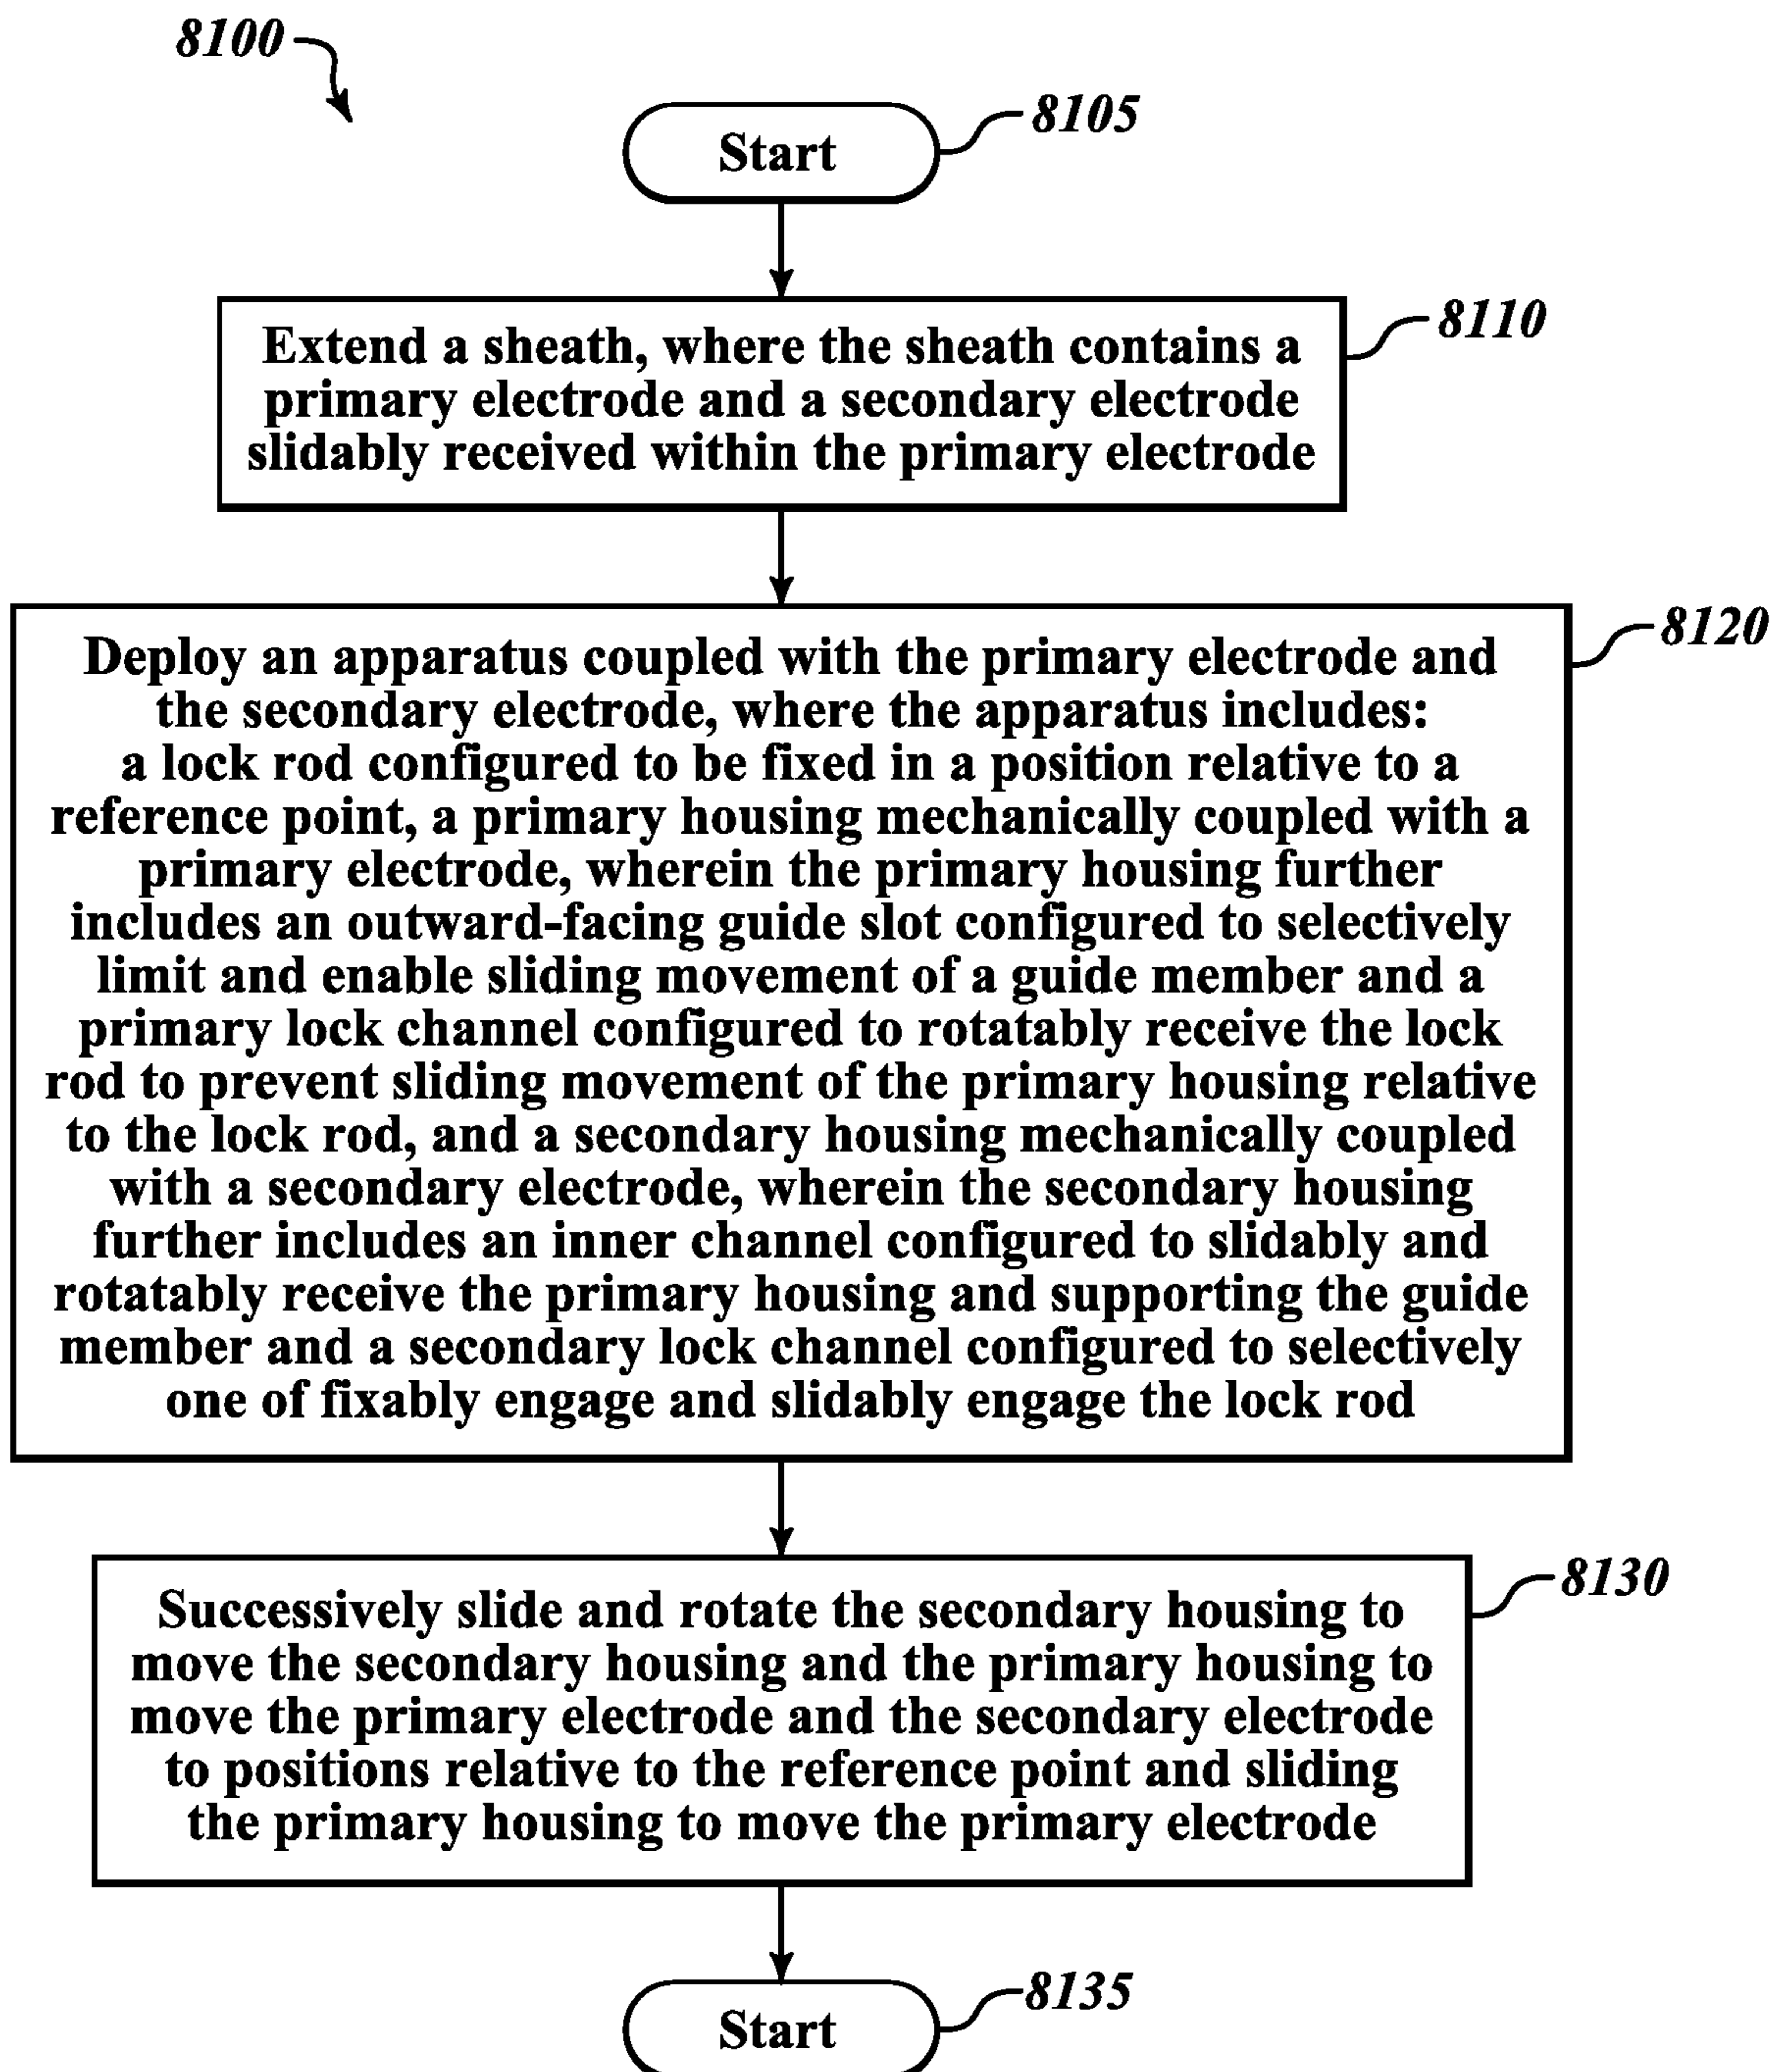 8100
8105
Start
8110
Extend a sheath, where the sheath contains a
primary electrode and a secondary electrode
slidably received within the primary electrode
8120
Deploy an apparatus coupled with the primary electrode and
the secondary electrode, where the apparatus includes:
a lock rod configured to be fixed in a position relative to a
reference point, a primary housing mechanically coupled with a
primary electrode, wherein the primary housing further
includes an outward-facing guide slot configured to selectively
limit and enable sliding movement of a guide member and a
primary lock channel configured to rotatably receive the lock
rod to prevent sliding movement of the primary housing relative
to the lock rod, and a secondary housing mechanically coupled
with a secondary electrode, wherein the secondary housing
further includes an inner channel configured to slidably and
rotatably receive the primary housing and supporting the guide
member and a secondary lock channel configured to selectively
one of fixably engage and slidably engage the lock rod
8130
Successively slide and rotate the secondary housing to
move the secondary housing and the primary housing to
move the primary electrode and the secondary electrode
to positions relative to the reference point and sliding
the primary housing to move the primary electrode
8135
Start